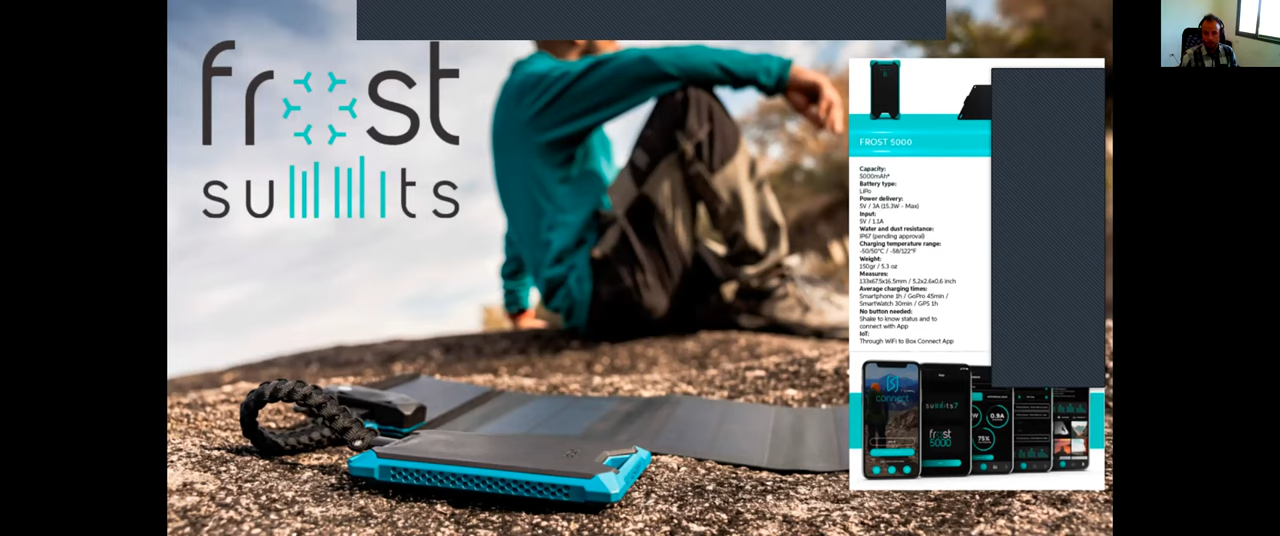 frost
summits
FROST 5000
Capacity:
5000mAh*
Battery type:
LiPo
Power delivery:
5V / 3A (15.3W - Max)
Input:
5V / 1.1A
Water and dust resistance:
IP67 (pending approval)
Charging temperature range:
-50/50°C / -58/122°F
Weight:
150gr / 5.3 oz
Measures:
133x67.5x16.5mm / 5.2x2.6x0.6 inch
Average charging times:
Smartphone 1h / GoPro 45min /
SmartWatch 30min / GPS 1h
No button needed:
Shake to know status and to
connect with App
IoT:
Through WiFi to Box Connect App
connect
summits7
frost
5000
0.9A
75%